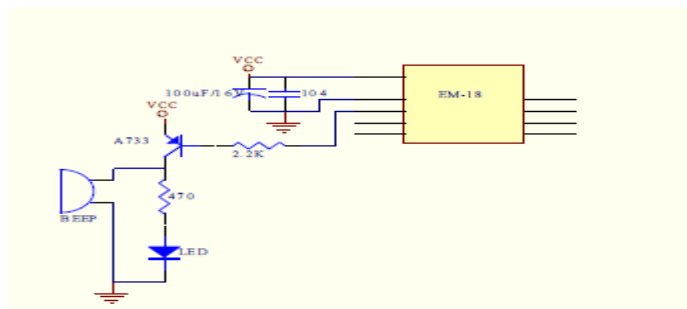 VCC
100uF/16V
104
EM-18
VCC
A733
2.2K
470
BEEP
LED